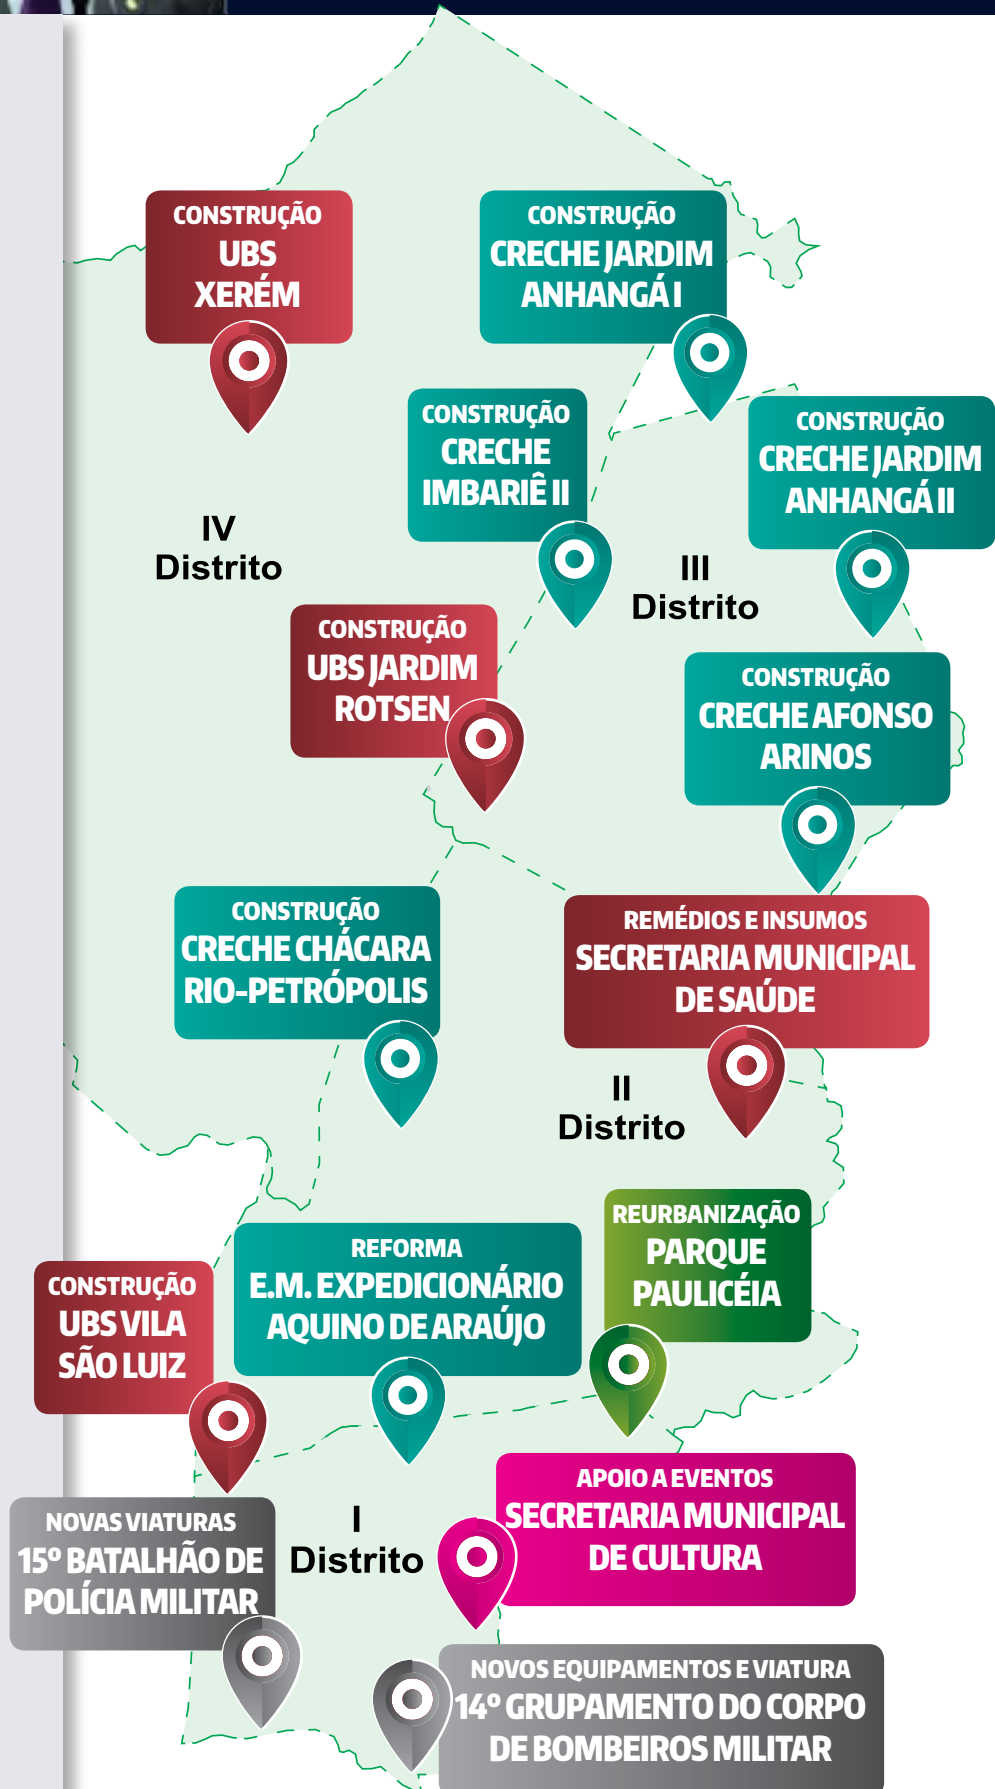 CONSTRUÇÃO
UBS
XERÉM
CONSTRUÇÃO
CRECHE JARDIM
ANHANGÁ I
CONSTRUÇÃO
CRECHE
IMBARIÊ II
CONSTRUÇÃO
CRECHE JARDIM
ANHANGÁ II
IV
Distrito
III
Distrito
CONSTRUÇÃO
UBS JARDIM
ROTSEN
CONSTRUÇÃO
CRECHE AFONSO
ARINOS
CONSTRUÇÃO
CRECHE CHÁCARA
RIO-PETRÓPOLIS
REMÉDIOS E INSUMOS
SECRETARIA MUNICIPAL
DE SAÚDE
II
Distrito
REURBANIZAÇÃO
PARQUE
PAULICÉIA
REFORMA
E.M. EXPEDICIONÁRIO
AQUINO DE ARAÚJO
CONSTRUÇÃO
UBS VILA
SÃO LUIZ
APOIO A EVENTOS
SECRETARIA MUNICIPAL
DE CULTURA
NOVAS VIATURAS
15º BATALHÃO DE
POLÍCIA MILITAR
I
Distrito
NOVOS EQUIPAMENTOS E VIATURA
14º GRUPAMENTO DO CORPO
DE BOMBEIROS MILITAR